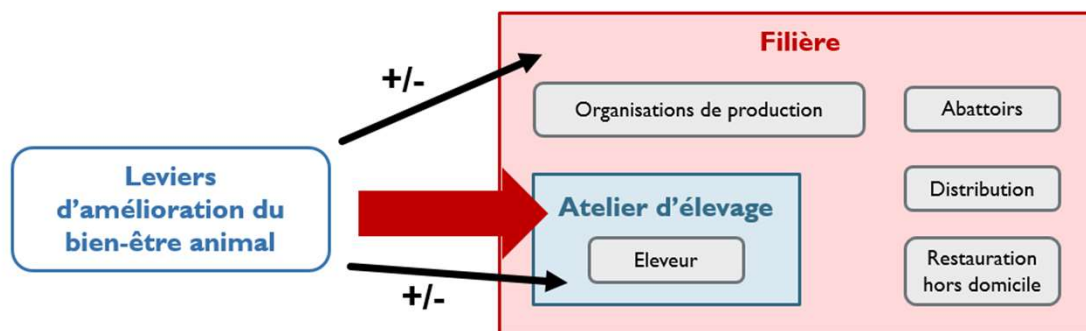 Filière
+/-
Organisations de production
Abattoirs
Leviers
d’amélioration du
bien-être animal
Atelier d’élevage
Distribution
Eleveur
Restauration
hors domicile
+/-